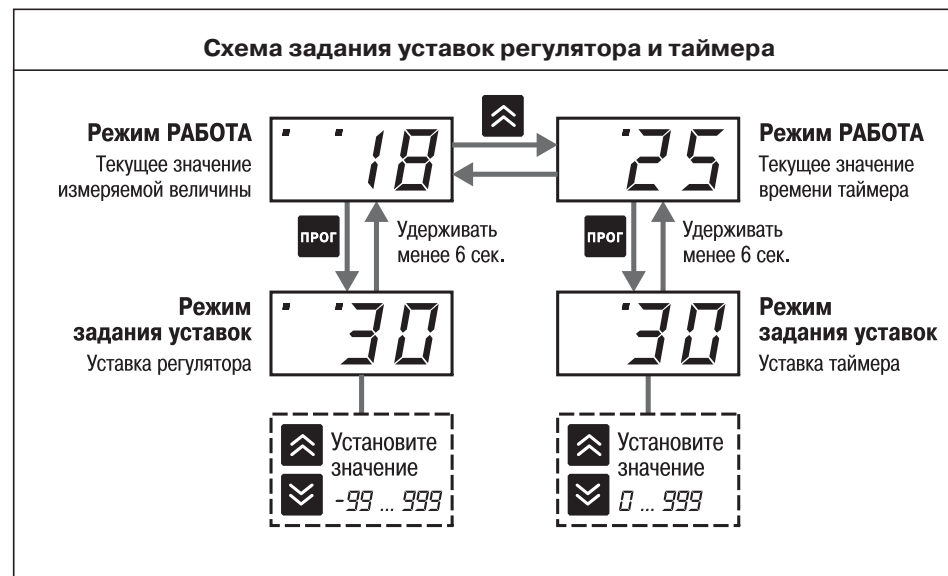 Схема задания уставок регулятора и таймера
Режим РАБОТА
Текущее значение
измеряемой величины
18
25
Режим РАБОТА
Текущее значение
времени таймера
ПРОГ
Удерживать
менее 6 сек.
ПРОГ
Удерживать
менее 6 сек.
Режим
задания уставок
Уставка регулятора
30
30
Режим
задания уставок
Уставка таймера
Установите
значение
-99 ... 999
Установите
значение
0 ... 999